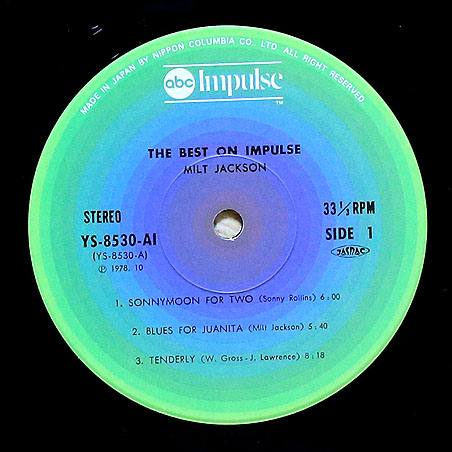 MADE IN JAPAN BY NIPPON COLUMBIA CO., LTD. ALL RIGHT RESERVED.
abc Impulse
TM
THE BEST ON IMPULSE
MILT JACKSON
STEREO
33 1/3 RPM
YS-8530-AI
SIDE 1
(YS-8530-A)
JASRAC
Ⓟ 1978. 10
1. SONNYMOON FOR TWO (Sonny Rollins) 6:00
2. BLUES FOR JUANITA (Milt Jackson) 5:40
3. TENDERLY (W. Gross-J. Lawrence) 8:18